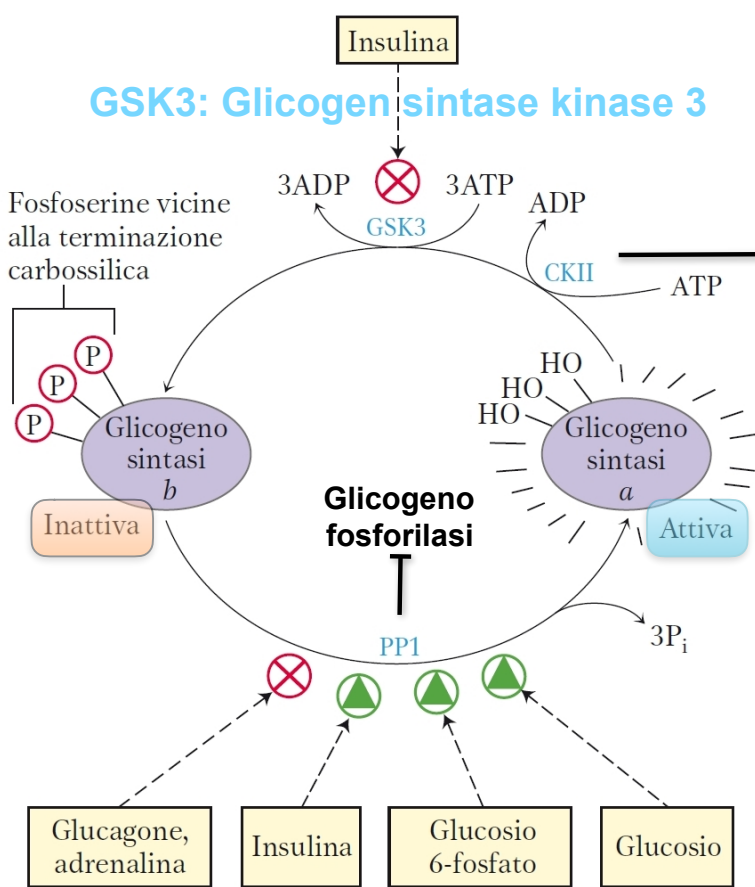 Insulina
GSK3: Glicogen sintase kinase 3
3ADP
3ATP
GSK3
ADP
CKII
ATP
Fosfoserine vicine
alla terminazione
carbossilica
P
P
P
HO
HO
HO
Glicogeno
sintasi
b
Inattiva
Glicogeno
sintasi
a
Attiva
Glicogeno
fosforilasi
PP1
3Pi
Glucagone,
adrenalina
Insulina
Glucosio
6-fosfato
Glucosio